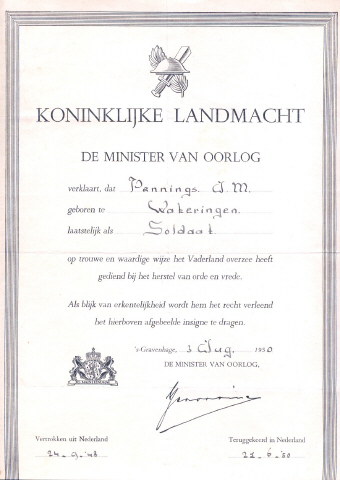 KONINKLIJKE LANDMACHT
DE MINISTER VAN OORLOG
verklaart, dat Pennings. J. M.
geboren te Wateringen.
laatstelijk als Soldaat.
op trouwe en waardige wijze het Vaderland overzee heeft
gediend bij het herstel van orde en vrede.
Als blijk van erkentelijkheid wordt hem het recht verleend
het hierboven afgebeelde insigne te dragen.
's-Gravenhage, 3 Aug. 1950
DE MINISTER VAN OORLOG,
Vertrokken uit Nederland Teruggekeerd in Nederland
24-9-'48 22-6-'50